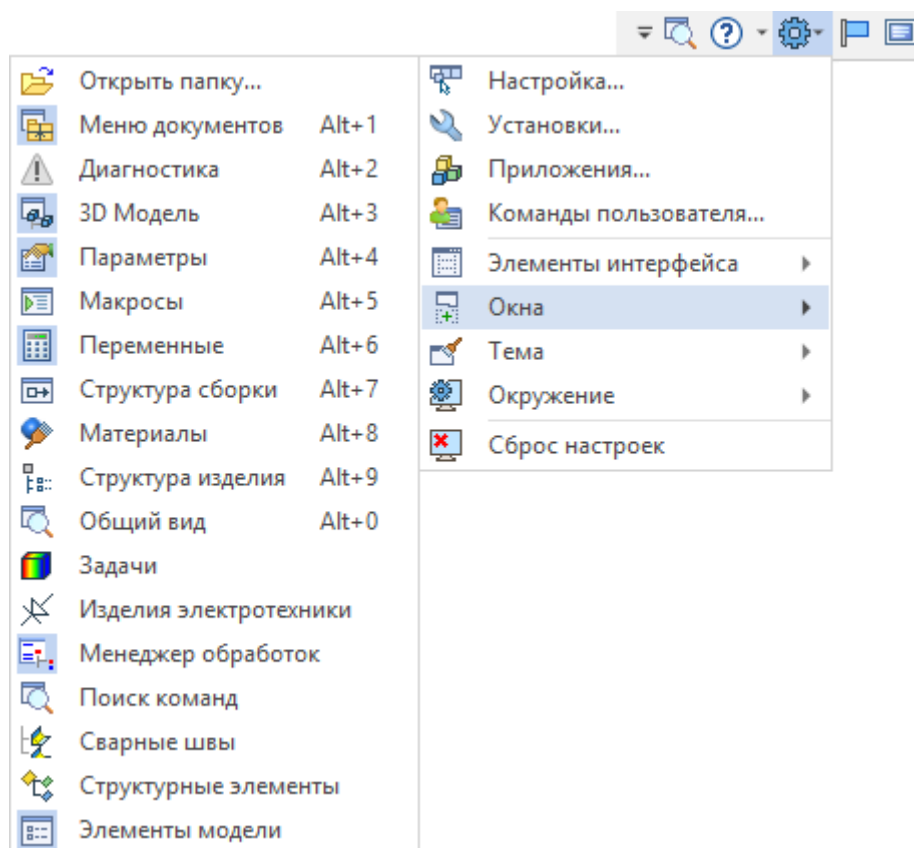 Открыть папку...
Меню документов Alt+1
Диагностика Alt+2
3D Модель Alt+3
Параметры Alt+4
Макросы Alt+5
Переменные Alt+6
Структура сборки Alt+7
Материалы Alt+8
Структура изделия Alt+9
Общий вид Alt+0
Задачи
Изделия электротехники
Менеджер обработок
Поиск команд
Сварные швы
Структурные элементы
Элементы модели
Настройка...
Установки...
Приложения...
Команды пользователя...
Элементы интерфейса
Окна
Тема
Окружение
Сброс настроек